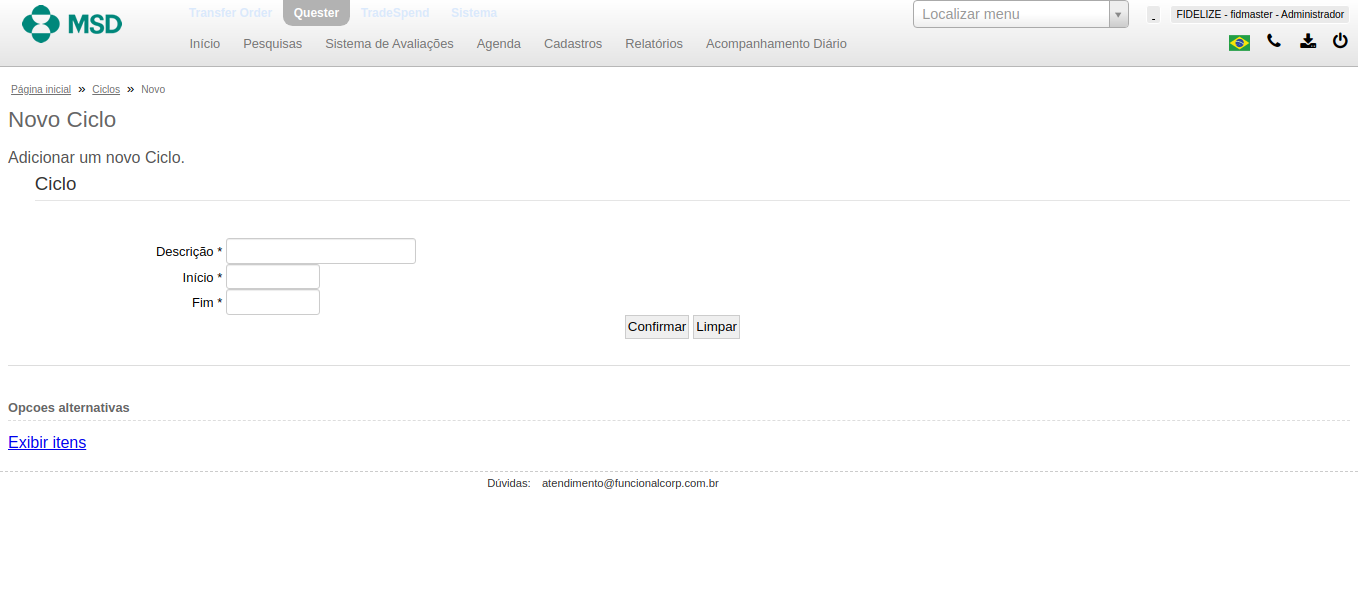 MSD
Transfer Order Quester TradeSpend Sistema
Localizar menu
-
FIDELIZE - fidmaster - Administrador
Início Pesquisas Sistema de Avaliações Agenda Cadastros Relatórios Acompanhamento Diário
Página inicial » Ciclos » Novo
Novo Ciclo
Adicionar um novo Ciclo.
Ciclo
Descrição *
Início *
Fim *
Confirmar Limpar
Opcoes alternativas
Exibir itens
Dúvidas: atendimento@funcionalcorp.com.br